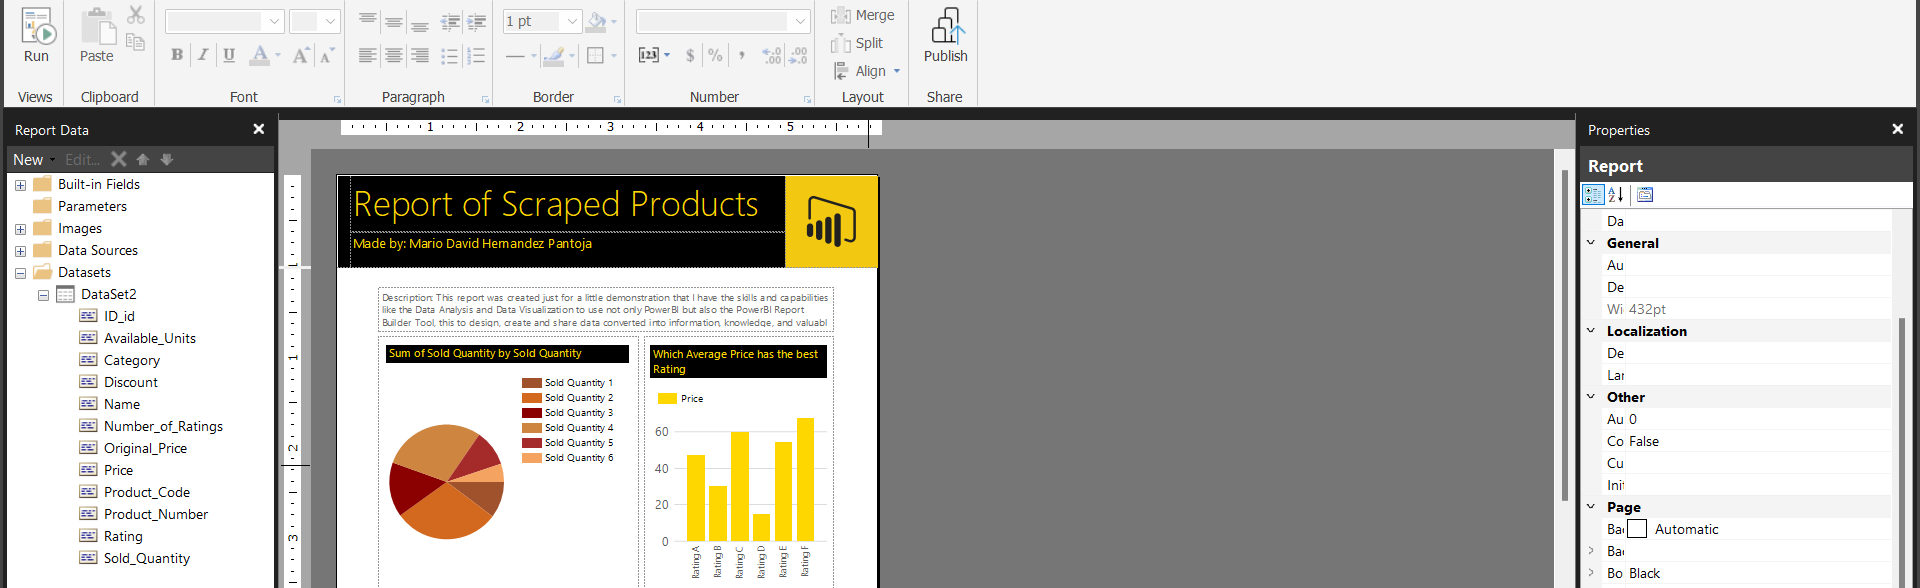 Run
Paste
B I U A A A
1 pt
123 $ % ,
Merge
Split
Align
Publish
Views
Clipboard
Font
Paragraph
Border
Number
Layout
Share
Report Data
New Edit...
Built-in Fields
Parameters
Images
Data Sources
Datasets
DataSet2
ID_id
Available_Units
Category
Discount
Name
Number_of_Ratings
Original_Price
Price
Product_Code
Product_Number
Rating
Sold_Quantity
1 2 3 4 5
1
2
3
Report of Scraped Products
Made by: Mario David Hernandez Pantoja
Description: This report was created just for a little demonstration that I have the skills and capabilities
like the Data Analysis and Data Visualization to use not only PowerBI but also the PowerBI Report
Builder Tool, this to design, create and share data converted into information, knowledge, and valuabl
Sum of Sold Quantity by Sold Quantity
Sold Quantity 1
Sold Quantity 2
Sold Quantity 3
Sold Quantity 4
Sold Quantity 5
Sold Quantity 6
Which Average Price has the best
Rating
Price
60
40
20
0
Rating A
Rating B
Rating C
Rating D
Rating E
Rating F
Properties
Report
Da
General
Au
De
Wi 432pt
Localization
De
Lar
Other
Au 0
Co False
Cu
Init
Page
Ba Automatic
Ba
Bo Black